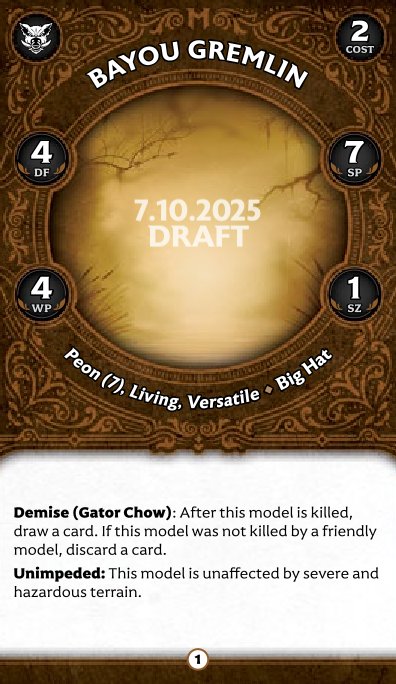 2
COST
BAYOU GREMLIN
4
DF
7
SP
7.10.2025
DRAFT
4
WP
1
SZ
Peon (7), Living, Versatile ◆ Big Hat
Demise (Gator Chow): After this model is killed,
draw a card. If this model was not killed by a friendly
model, discard a card.
Unimpeded: This model is unaffected by severe and
hazardous terrain.
1